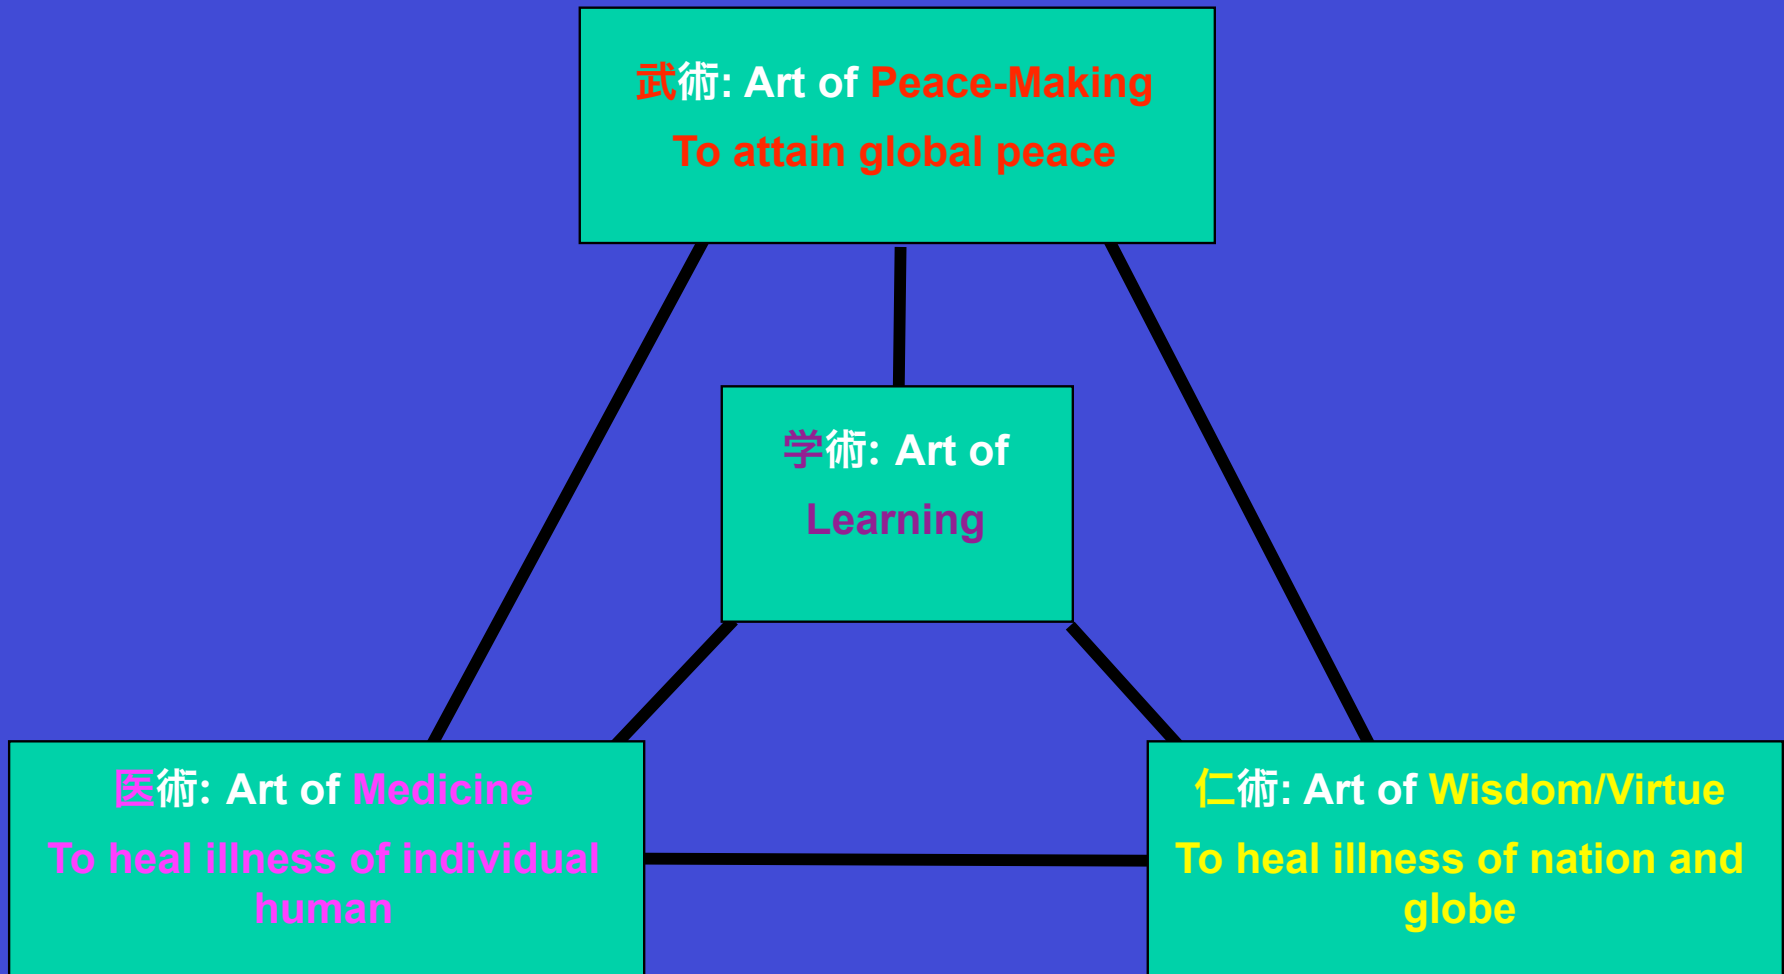 武術: Art of Peace-Making
To attain global peace
学術: Art of
Learning
医術: Art of Medicine
To heal illness of individual
human
仁術: Art of Wisdom/Virtue
To heal illness of nation and
globe